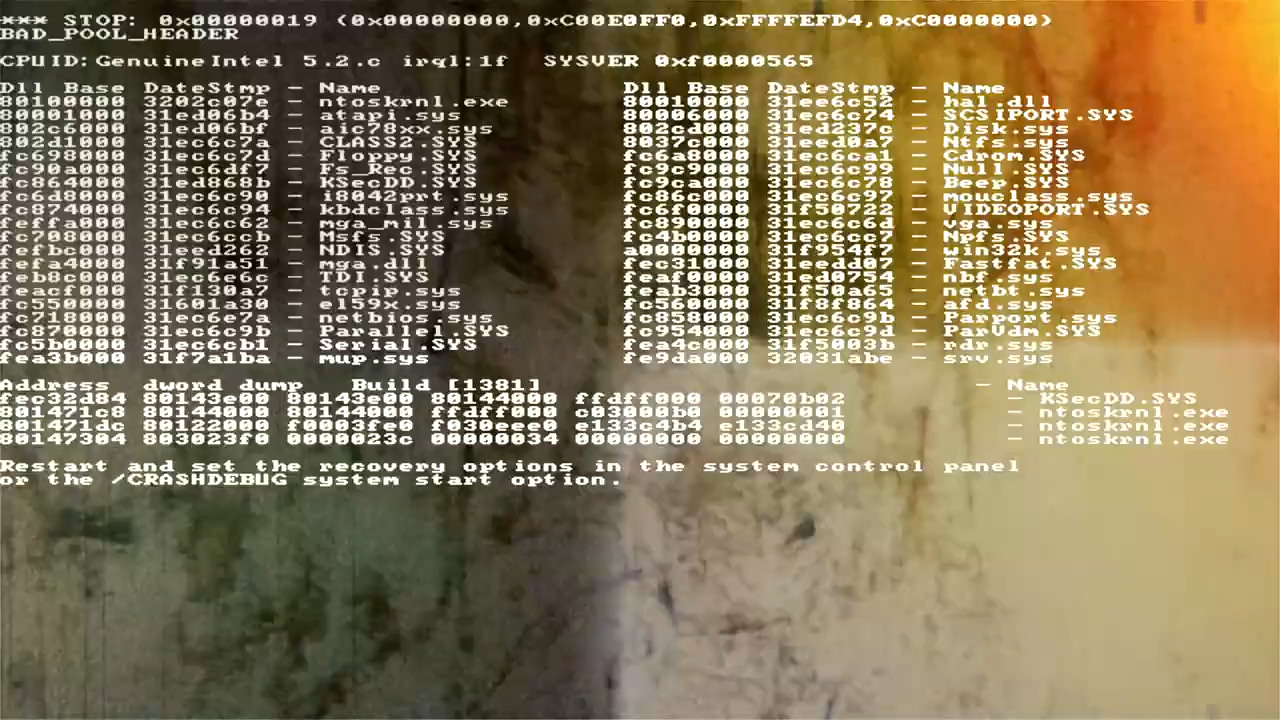 *** STOP: 0x00000019 (0x00000000,0xC00E0FF0,0xFFFFEFD4,0xC0000000)
BAD_POOL_HEADER
CPUID:GenuineIntel 5.2.c irql:1f SYSVER 0xf0000565
Dll Base DateStmp - Name Dll Base DateStmp - Name
80100000 3202c07e - ntoskrnl.exe 80010000 31ee6c52 - hal.dll
80001000 31ed06b4 - atapi.sys 80006000 31ec6c74 - SCSIPORT.SYS
802c6000 31ed06bf - aic78xx.sys 802cd000 31ed237c - Disk.sys
802d1000 31ec6c7a - CLASS2.SYS 8037c000 31eed0a7 - Ntfs.sys
fc698000 31ec6c7d - Floppy.SYS fc6a8000 31ec6ca1 - Cdrom.SYS
fc90a000 31ec6df7 - Fs_Rec.SYS fc9c9000 31ec6c99 - Null.SYS
fc864000 31ed868b - KSecDD.SYS fc9ca000 31ec6c78 - Beep.SYS
fc6d8000 31ec6c90 - i8042prt.sys fc86c000 31ec6c97 - mouclass.sys
fc874000 31ec6c94 - kbdclass.sys fc6f0000 31f50722 - VIDEOPORT.SYS
feffa000 31ec6c62 - mga_mil.sys fc890000 31ec6c6d - vga.sys
fc708000 31ec6ccb - Msfs.SYS fc4b0000 31ec6cc7 - Npfs.SYS
fefbc000 31eed262 - NDIS.SYS a0000000 31f954f7 - win32k.sys
fefa4000 31f91a51 - mga.dll fec31000 31eedd07 - Fastfat.SYS
feb8c000 31ec6e6c - TDI.SYS feaf0000 31ed0754 - nbf.sys
feacf000 31f130a7 - tcpip.sys feab3000 31f50a65 - netbt.sys
fc550000 31601a30 - el59x.sys fc560000 31f8f864 - afd.sys
fc718000 31ec6e7a - netbios.sys fc858000 31ec6c9b - Parport.sys
fc870000 31ec6c9b - Parallel.SYS fc954000 31ec6c9d - ParVdm.SYS
fc5b0000 31ec6cb1 - Serial.SYS fea4c000 31f5003b - rdr.sys
fea3b000 31f7a1ba - mup.sys fe9da000 32031abe - srv.sys
Address dword dump Build [1381] - Name
fec32d84 80143e00 80143e00 80144000 ffdff000 00070b02 - KSecDD.SYS
801471c8 80144000 80144000 ffdff000 c03000b0 00000001 - ntoskrnl.exe
801471dc 80122000 f0003fe0 f030eee0 e133c4b4 e133cd40 - ntoskrnl.exe
80147304 803023f0 0000023c 00000034 00000000 00000000 - ntoskrnl.exe
Restart and set the recovery options in the system control panel
or the /CRASHDEBUG system start option.